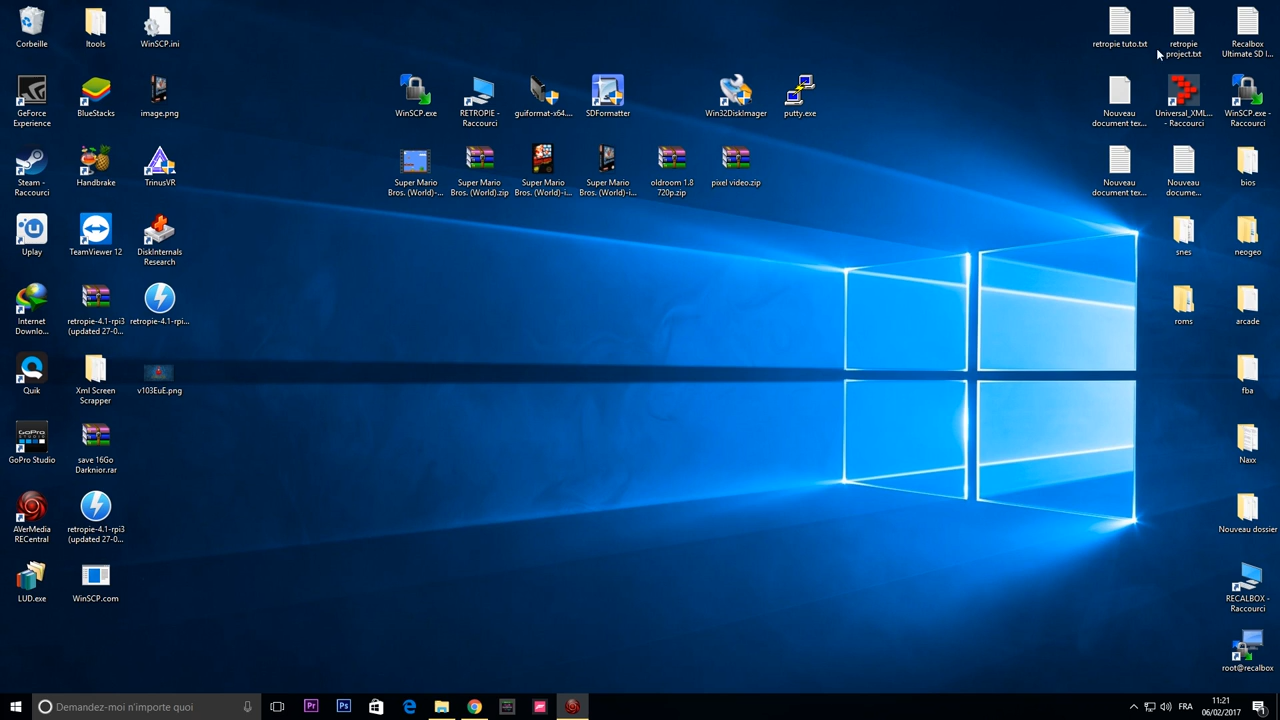 Corbeille
Itools
WinSCP.ini
retropie tuto.txt
retropie
project.txt
Recalbox
Ultimate SD I...
GeForce
Experience
BlueStacks
image.png
WinSCP.exe
RETROPIE -
Raccourci
guiformat-x64....
SDFormatter
Win32DiskImager
putty.exe
Nouveau
document tex...
Universal_XML...
- Raccourci
WinSCP.exe -
Raccourci
Steam -
Raccourci
Handbrake
TrinusVR
Super Mario
Bros. (World)-...
Super Mario
Bros. (World).zip
Super Mario
Bros. (World)-i...
Super Mario
Bros. (World)-i...
oldroom 1.8
720p.zip
pixel video.zip
Nouveau
document tex...
Nouveau
docume...
bios
Uplay
TeamViewer 12
DiskInternals
Research
snes
neogeo
Internet
Downlo...
retropie-4.1-rpi3
(updated 27-0...
retropie-4.1-rpi...
roms
arcade
Quik
Xml Screen
Scrapper
v103EuE.png
fba
GoPro
STUDIO
GoPro Studio
save 16Go
Darknior.rar
Naxx
AVerMedia
RECentral
retropie-4.1-rpi3
(updated 27-0...
Nouveau dossier
LUD.exe
WinSCP.com
RECALBOX -
Raccourci
root@recalbox
Demandez-moi n'importe quoi
Pr
Ps
FRA
11:21
06/02/2017